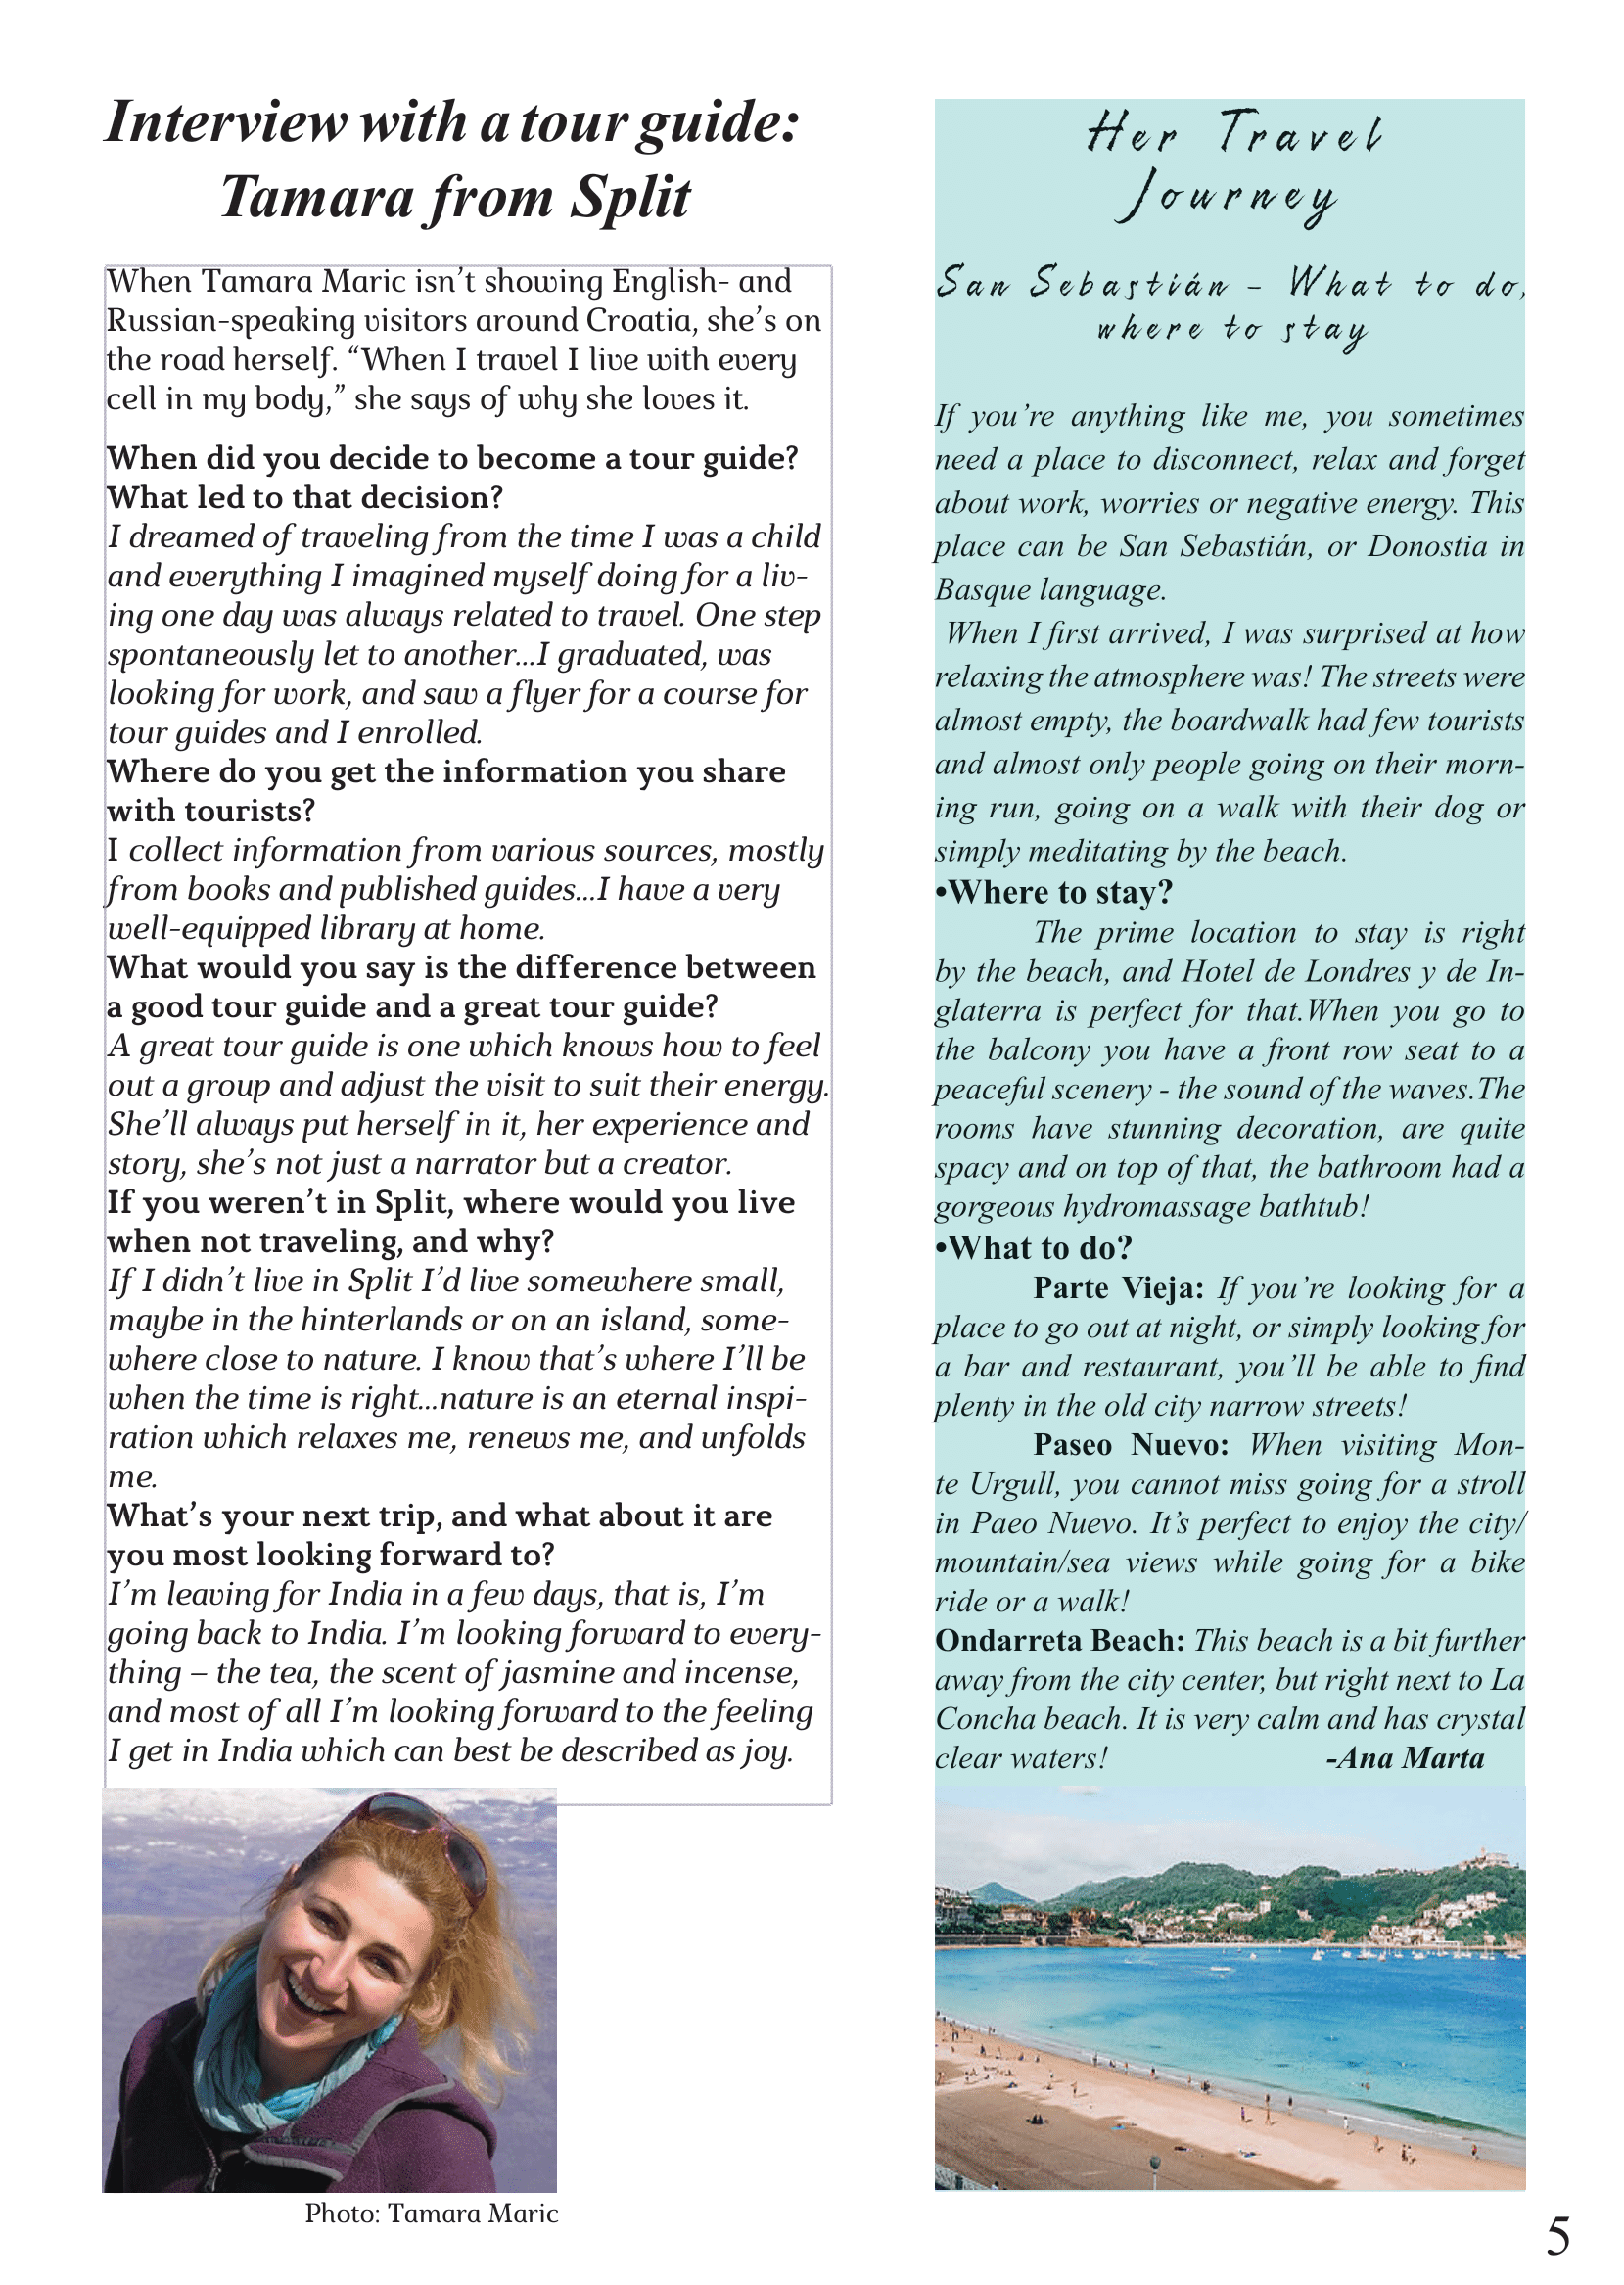 Interview with a tour guide:
Tamara from Split
When Tamara Maric isn’t showing English- and
Russian-speaking visitors around Croatia, she’s on
the road herself. “When I travel I live with every
cell in my body,” she says of why she loves it.
When did you decide to become a tour guide?
What led to that decision?
I dreamed of traveling from the time I was a child
and everything I imagined myself doing for a liv-
ing one day was always related to travel. One step
spontaneously let to another...I graduated, was
looking for work, and saw a flyer for a course for
tour guides and I enrolled.
Where do you get the information you share
with tourists?
I collect information from various sources, mostly
from books and published guides...I have a very
well-equipped library at home.
What would you say is the difference between
a good tour guide and a great tour guide?
A great tour guide is one which knows how to feel
out a group and adjust the visit to suit their energy.
She’ll always put herself in it, her experience and
story, she’s not just a narrator but a creator.
If you weren’t in Split, where would you live
when not traveling, and why?
If I didn’t live in Split I’d live somewhere small,
maybe in the hinterlands or on an island, some-
where close to nature. I know that’s where I’ll be
when the time is right...nature is an eternal inspi-
ration which relaxes me, renews me, and unfolds
me.
What’s your next trip, and what about it are
you most looking forward to?
I’m leaving for India in a few days, that is, I’m
going back to India. I’m looking forward to every-
thing – the tea, the scent of jasmine and incense,
and most of all I’m looking forward to the feeling
I get in India which can best be described as joy.
Photo: Tamara Maric
Her Travel
Journey
San Sebastián – What to do,
where to stay
If you’re anything like me, you sometimes
need a place to disconnect, relax and forget
about work, worries or negative energy. This
place can be San Sebastián, or Donostia in
Basque language.
When I first arrived, I was surprised at how
relaxing the atmosphere was! The streets were
almost empty, the boardwalk had few tourists
and almost only people going on their morn-
ing run, going on a walk with their dog or
simply meditating by the beach.
•Where to stay?
The prime location to stay is right
by the beach, and Hotel de Londres y de In-
glaterra is perfect for that.When you go to
the balcony you have a front row seat to a
peaceful scenery - the sound of the waves.The
rooms have stunning decoration, are quite
spacy and on top of that, the bathroom had a
gorgeous hydromassage bathtub!
•What to do?
Parte Vieja: If you’re looking for a
place to go out at night, or simply looking for
a bar and restaurant, you’ll be able to find
plenty in the old city narrow streets!
Paseo Nuevo: When visiting Mon-
te Urgull, you cannot miss going for a stroll
in Paeo Nuevo. It’s perfect to enjoy the city/
mountain/sea views while going for a bike
ride or a walk!
Ondarreta Beach: This beach is a bit further
away from the city center, but right next to La
Concha beach. It is very calm and has crystal
clear waters! -Ana Marta
5